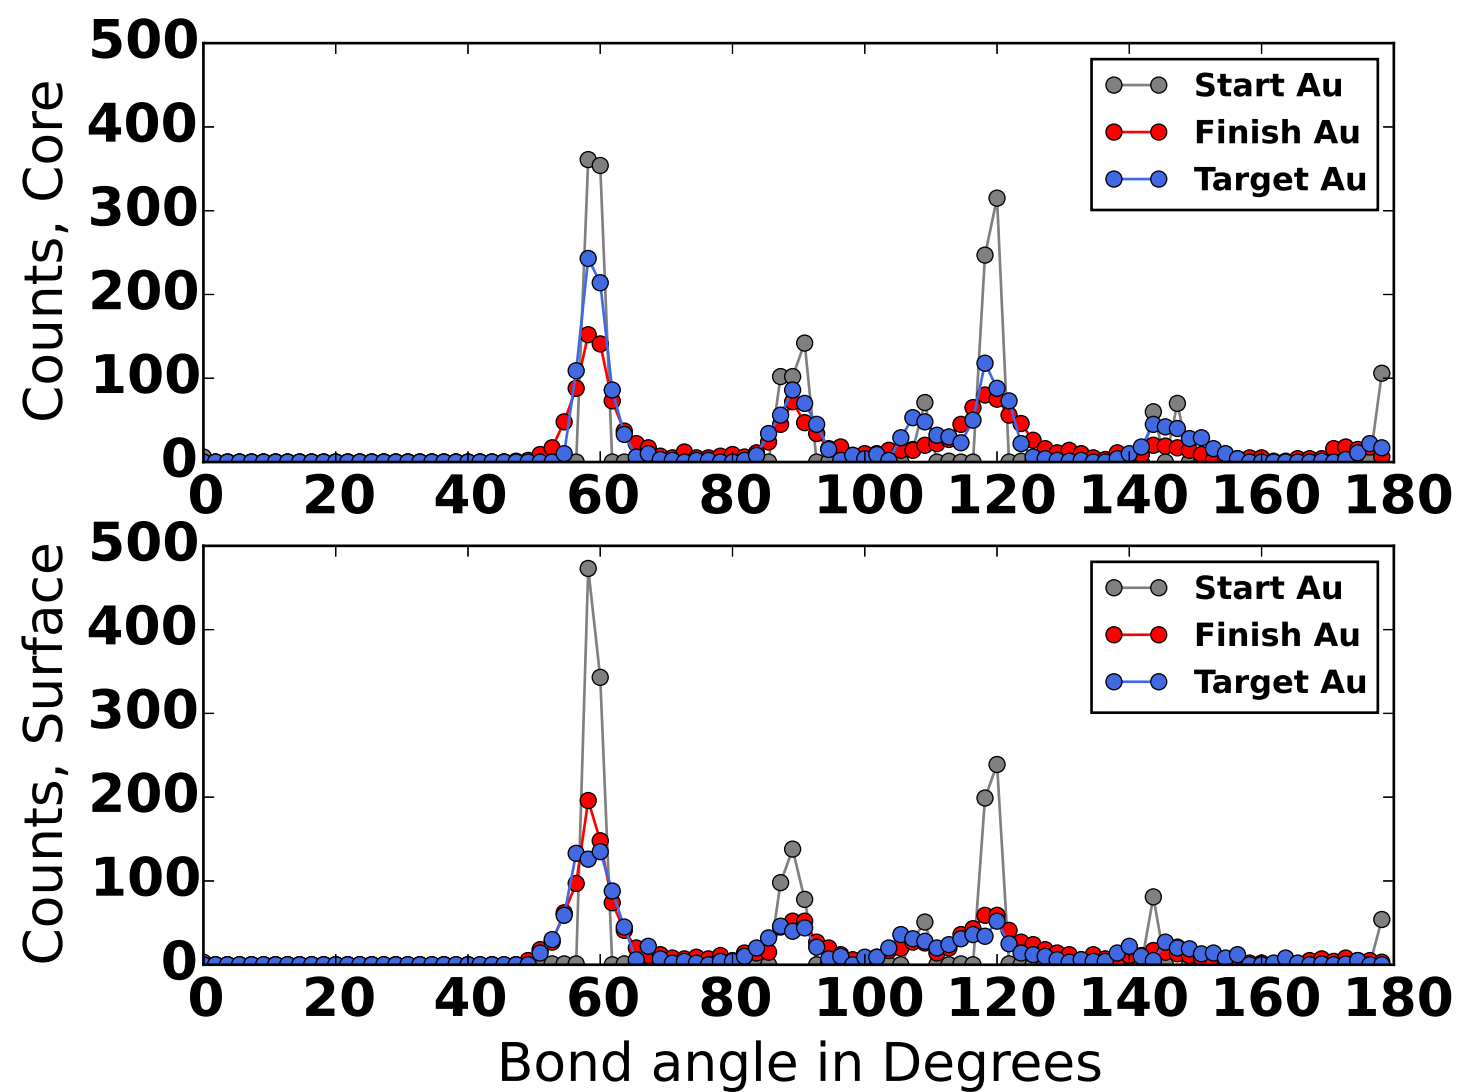 500
400
300
200
100
0
Counts, Core
Start Au
Finish Au
Target Au
0 20 40 60 80 100 120 140 160 180
500
400
300
200
100
0
Counts, Surface
Start Au
Finish Au
Target Au
0 20 40 60 80 100 120 140 160 180
Bond angle in Degrees